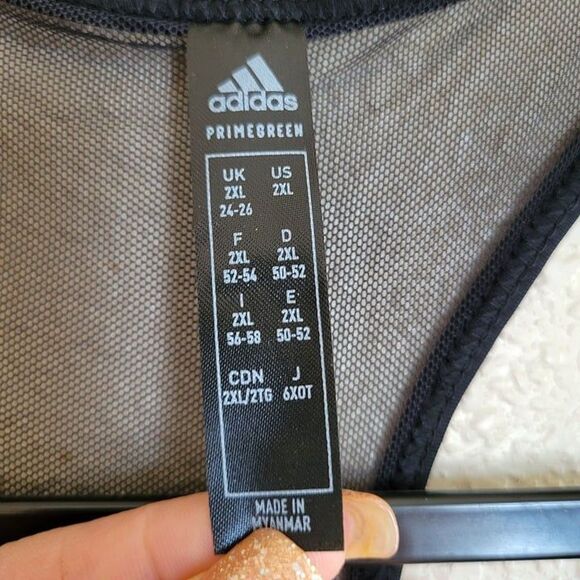 adidas
PRIMEGREEN
UK US
2XL 2XL
24-26
F D
2XL 2XL
52-54 50-52
I E
2XL 2XL
56-58 50-52
CDN J
2XL/2TG 6XOT
MADE IN
MYANMAR